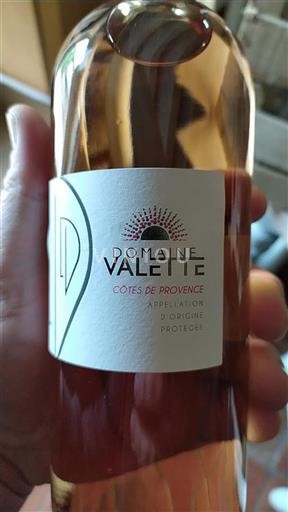 DOMAINE
VALETTE
CÔTES DE PROVENCE
APPELLATION
D'ORIGINE
PROTÉGÉE